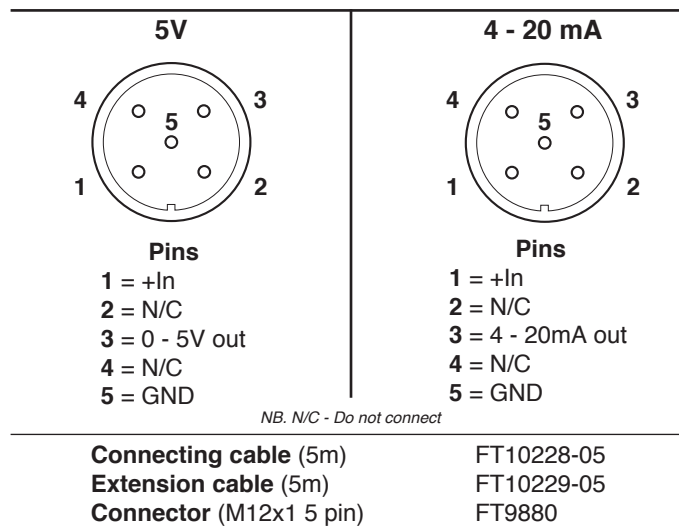 5V
4 3
5
1 2
Pins
1 = +In
2 = N/C
3 = 0 - 5V out
4 = N/C
5 = GND
4 - 20 mA
4 3
5
1 2
Pins
1 = +In
2 = N/C
3 = 4 - 20mA out
4 = N/C
5 = GND
NB. N/C - Do not connect
Connecting cable (5m) FT10228-05
Extension cable (5m) FT10229-05
Connector (M12x1 5 pin) FT9880